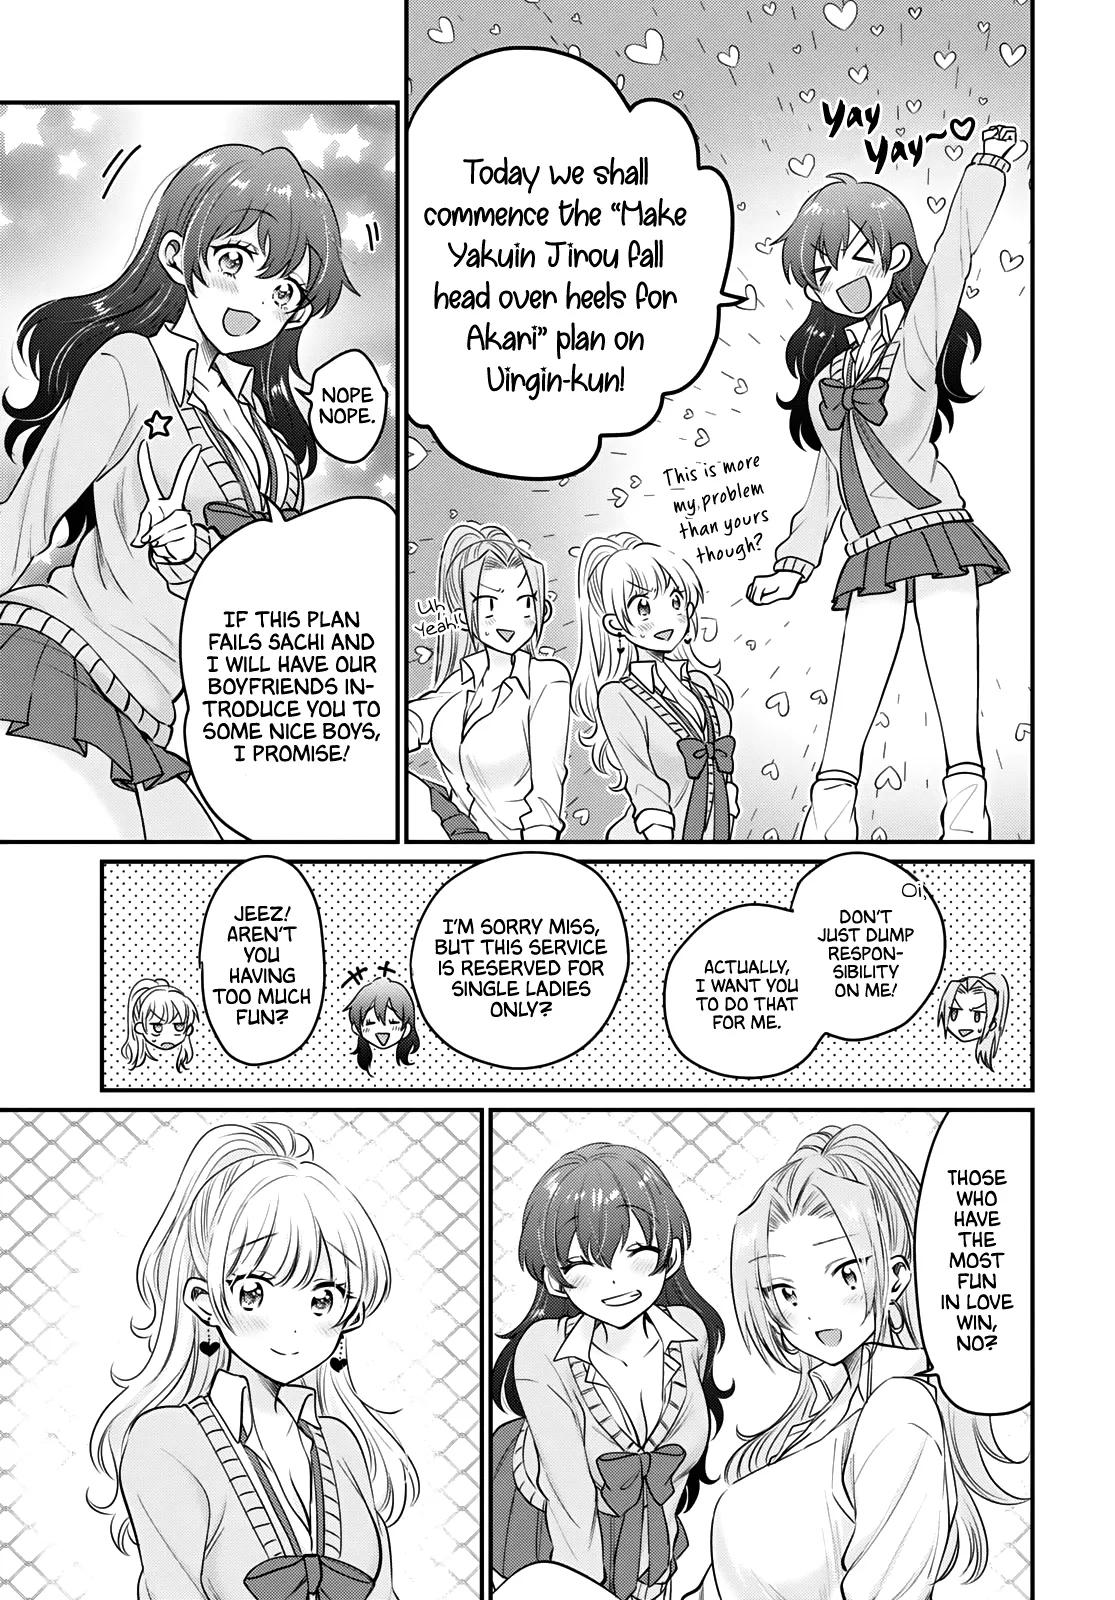 Yay
Yay~♡
Today we shall
commence the “Make
Yakuin Jirou fall
head over heels for
Akari” plan on
Virgin-kun!
This is more
my problem
than yours
though?
Uh,
Yeah!
NOPE
NOPE.
IF THIS PLAN
FAILS SACHI AND
I WILL HAVE OUR
BOYFRIENDS IN-
TRODUCE YOU TO
SOME NICE BOYS,
I PROMISE!
Oi,
DON'T
JUST DUMP
RESPON-
SIBILITY
ON ME!
ACTUALLY,
I WANT YOU
TO DO THAT
FOR ME.
I'M SORRY MISS,
BUT THIS SERVICE
IS RESERVED FOR
SINGLE LADIES
ONLY?
JEEZ!
AREN'T
YOU
HAVING
TOO MUCH
FUN?
THOSE
WHO
HAVE
THE
MOST
FUN
IN LOVE
WIN,
NO?